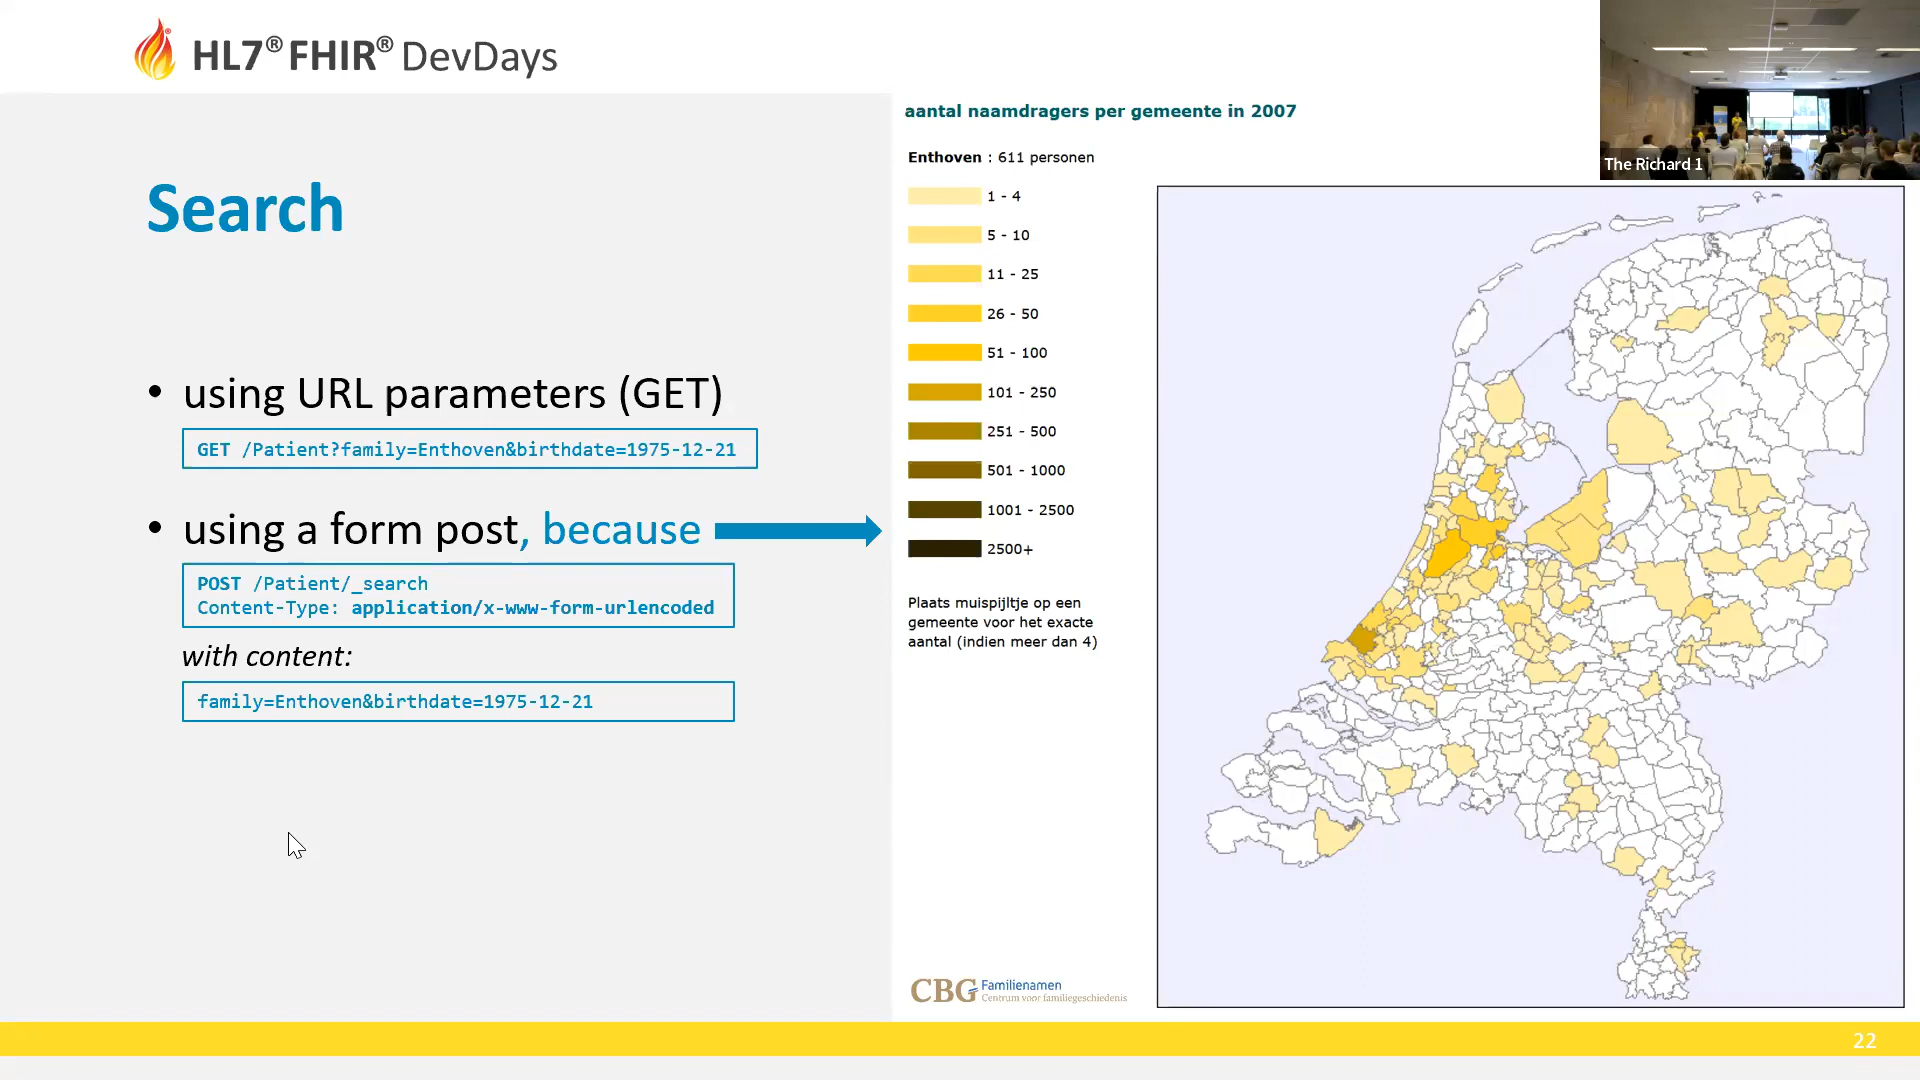 HL7® FHIR® DevDays
Search
• using URL parameters (GET)
GET /Patient?family=Enthoven&birthdate=1975-12-21
• using a form post, because
POST /Patient/_search
Content-Type: application/x-www-form-urlencoded
with content:
family=Enthoven&birthdate=1975-12-21
aantal naamdragers per gemeente in 2007
Enthoven : 611 personen
1 - 4
5 - 10
11 - 25
26 - 50
51 - 100
101 - 250
251 - 500
501 - 1000
1001 - 2500
2500+
Plaats muispijltje op een
gemeente voor het exacte
aantal (indien meer dan 4)
CBG Familienamen
Centrum voor familiegeschiedenis
The Richard 1
22